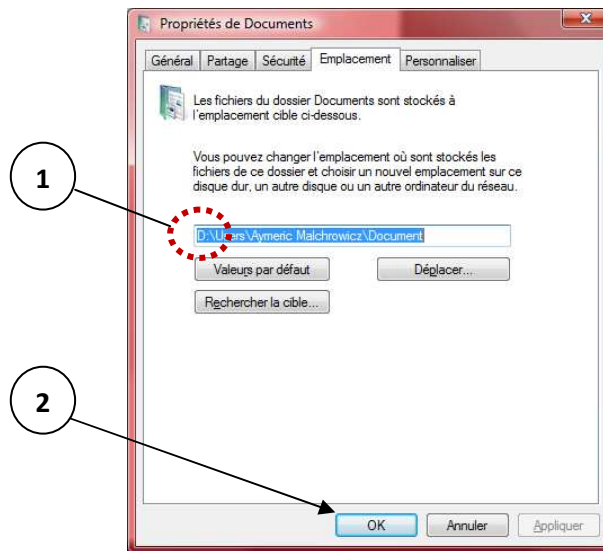 Propriétés de Documents
Général Partage Sécurité Emplacement Personnaliser
Les fichiers du dossier Documents sont stockés à
l'emplacement cible ci-dessous.
Vous pouvez changer l'emplacement où sont stockés les
fichiers de ce dossier et choisir un nouvel emplacement sur ce
disque dur, un autre disque ou un autre ordinateur du réseau.
1
D:\Users\Aymeric Malchrowicz\Document
Valeurs par défaut Déplacer...
Rechercher la cible...
2
OK Annuler Appliquer